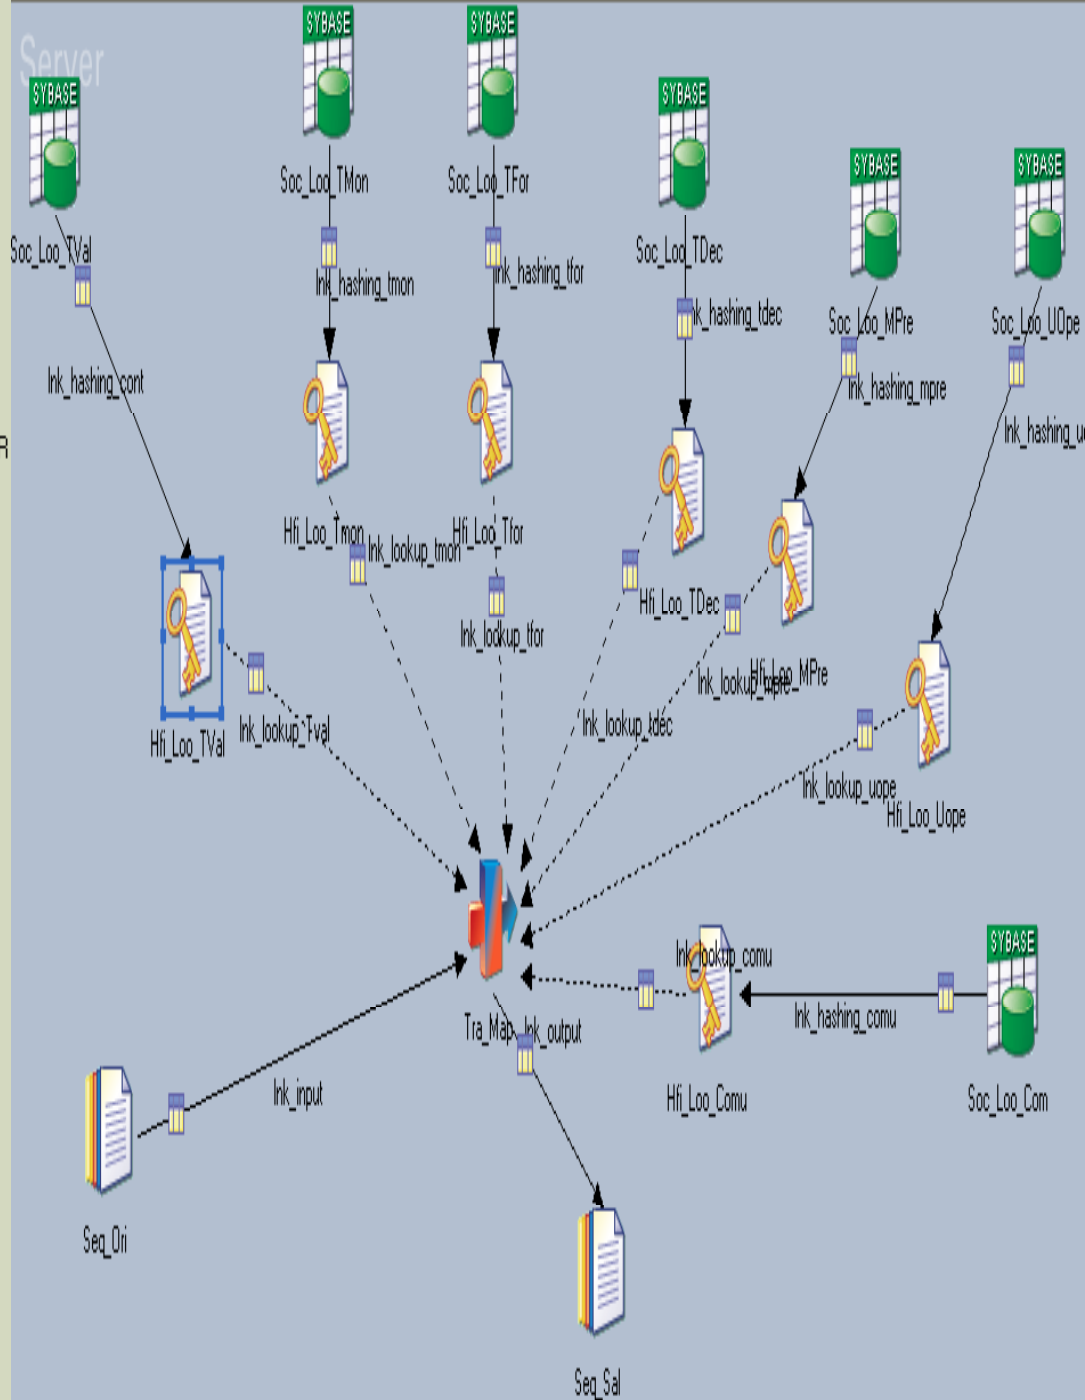 Server
SYBASE
SYBASE
SYBASE
SYBASE
SYBASE
SYBASE
Soc_Loo_TMon
Soc_Loo_TFor
Soc_Loo_TVal
Soc_Loo_TDec
Soc_Loo_MPre
Soc_Loo_UOpe
lnk_hashing_tmon
lnk_hashing_tfor
lnk_hashing_tdec
lnk_hashing_cont
lnk_hashing_mpre
lnk_hashing_uo
R
Hfi_Loo_Tmon
lnk_lookup_tmon
Hfi_Loo_Tfor
Hfi_Loo_TDec
lnk_lookup_tfor
lnk_lookup_mpre
Hfi_Loo_MPre
Hfi_Loo_TVal
lnk_lookup_Tval
lnk_lookup_tdec
lnk_lookup_uope
Hfi_Loo_Uope
SYBASE
lnk_lookup_comu
Tra_Map
lnk_output
lnk_hashing_comu
lnk_input
Hfi_Loo_Comu
Soc_Loo_Com
Seq_Ori
Seq_Sal